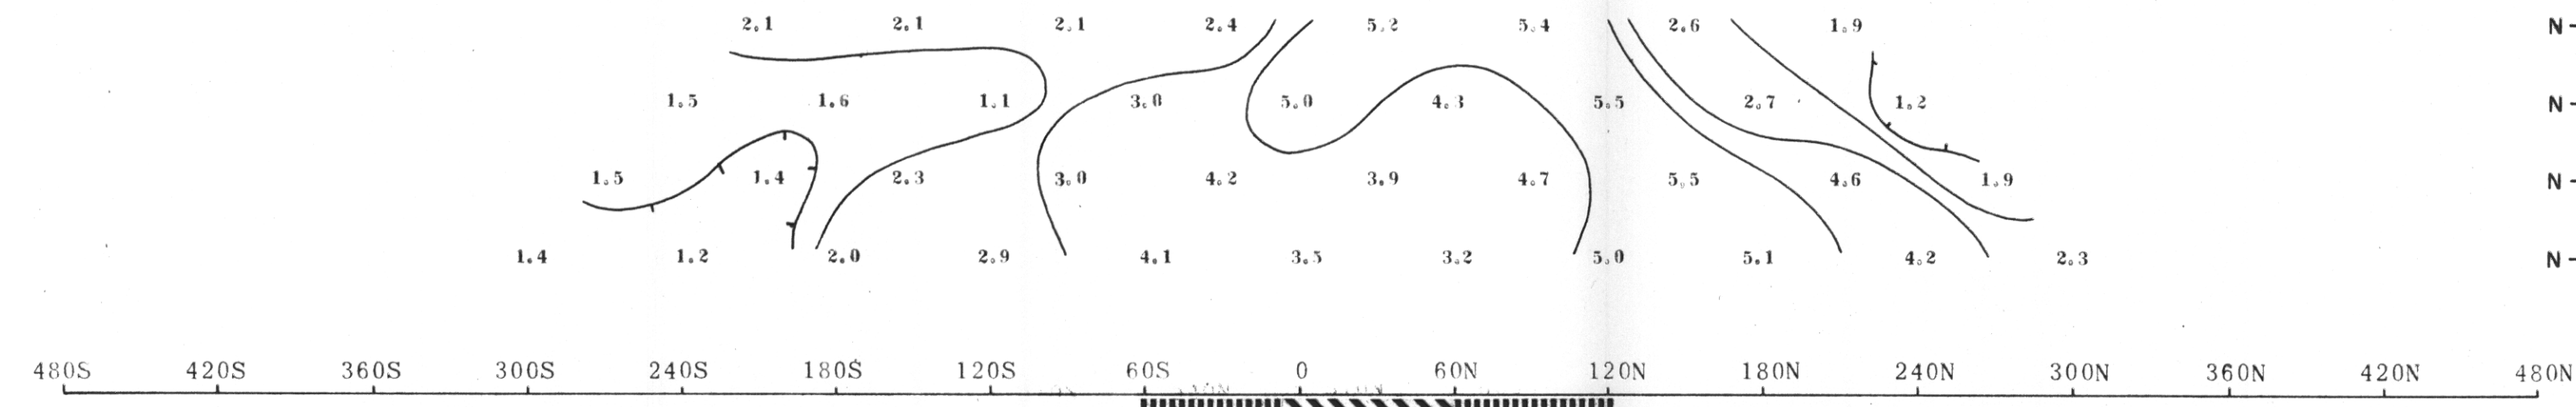 2.1 2.1 2.1 2.4 5.2 5.4 2.6 1.9 N-
1.5 1.6 1.1 3.0 5.0 4.3 5.5 2.7 1.2 N-
1.5 1.4 2.3 3.0 4.2 3.9 4.7 5.5 4.6 1.9 N-
1.4 1.2 2.0 2.9 4.1 3.5 3.2 5.0 5.1 4.2 2.3 N-
480S 420S 360S 300S 240S 180S 120S 60S 0 60N 120N 180N 240N 300N 360N 420N 480N